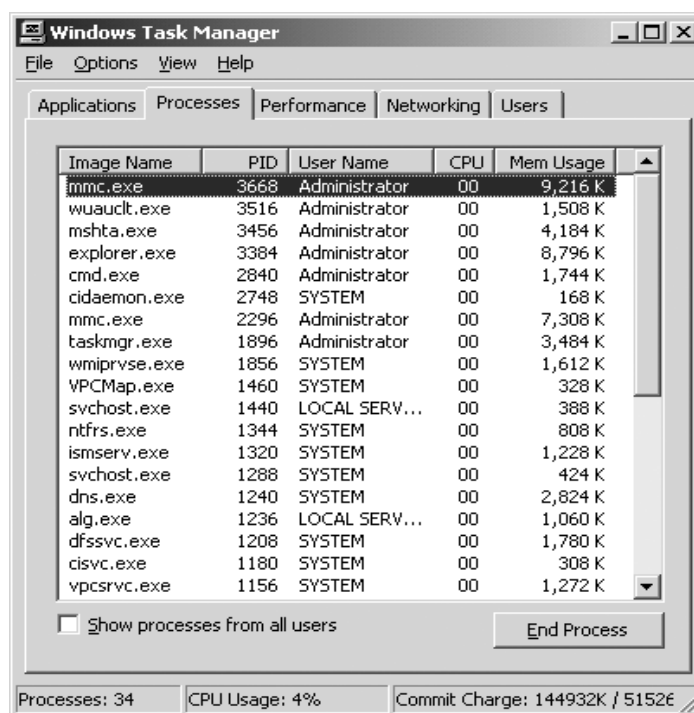 Windows Task Manager
File Options View Help
Applications Processes Performance Networking Users
Image Name PID User Name CPU Mem Usage
mmc.exe 3668 Administrator 00 9,216 K
wuauclt.exe 3516 Administrator 00 1,508 K
mshta.exe 3456 Administrator 00 4,184 K
explorer.exe 3384 Administrator 00 8,796 K
cmd.exe 2840 Administrator 00 1,744 K
cidaemon.exe 2748 SYSTEM 00 168 K
mmc.exe 2296 Administrator 00 7,308 K
taskmgr.exe 1896 Administrator 00 3,484 K
wmiprvse.exe 1856 SYSTEM 00 1,612 K
VPCMap.exe 1460 SYSTEM 00 328 K
svchost.exe 1440 LOCAL SERV... 00 388 K
ntfrs.exe 1344 SYSTEM 00 808 K
ismserv.exe 1320 SYSTEM 00 1,228 K
svchost.exe 1288 SYSTEM 00 424 K
dns.exe 1240 SYSTEM 00 2,824 K
alg.exe 1236 LOCAL SERV... 00 1,060 K
dfssvc.exe 1208 SYSTEM 00 1,780 K
cisvc.exe 1180 SYSTEM 00 308 K
vpcsrvc.exe 1156 SYSTEM 00 1,272 K
Show processes from all users
End Process
Processes: 34 CPU Usage: 4% Commit Charge: 144932K / 51526